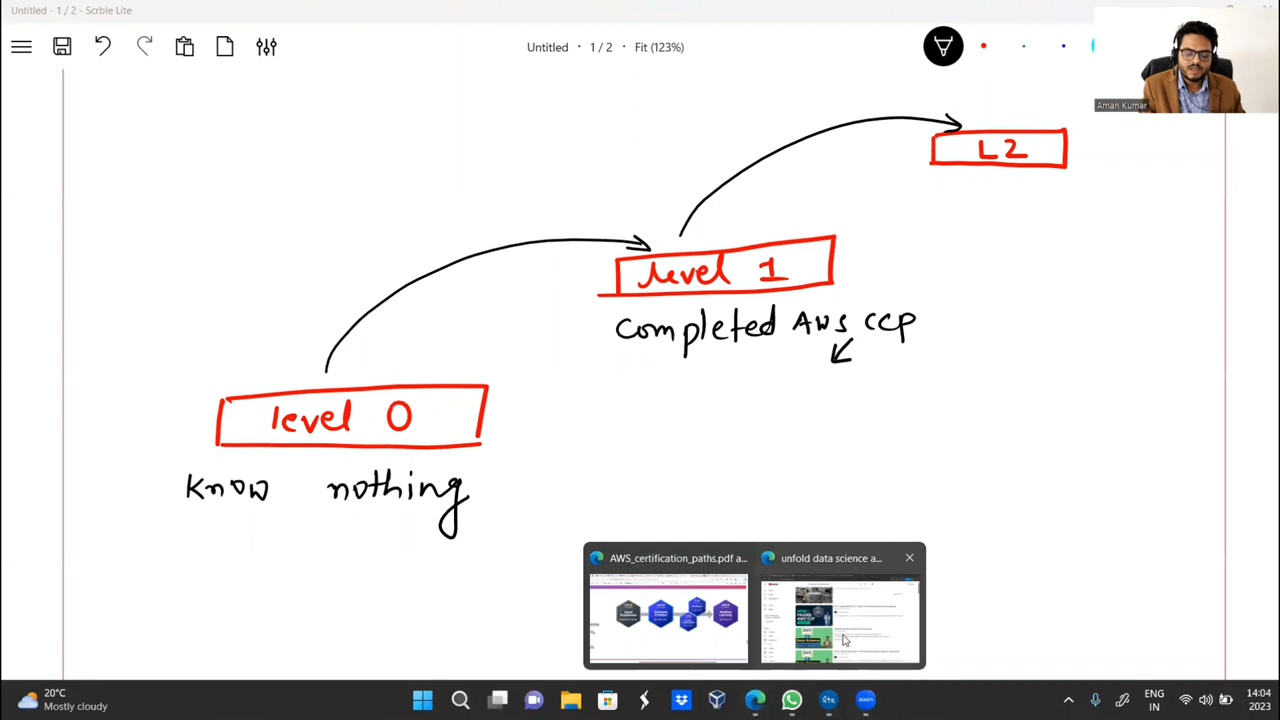 Untitled - 1 / 2 - Scrble Lite
Untitled • 1 / 2 • Fit (123%)
Aman Kumar
L2
level 1
completed AWS CCP
level 0
Know nothing
AWS_certification_paths.pdf a...
unfold data science a...
20°C
Mostly cloudy
ENG
IN
14:04
2023